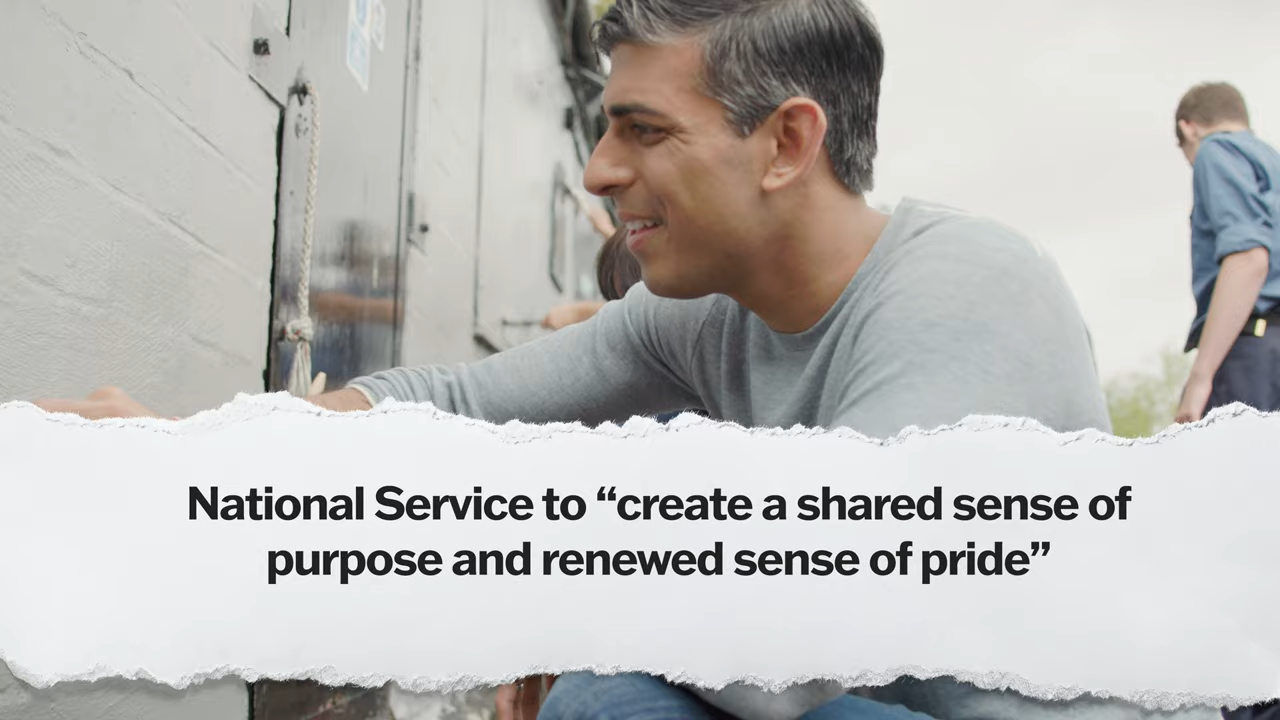 National Service to “create a shared sense of
purpose and renewed sense of pride”